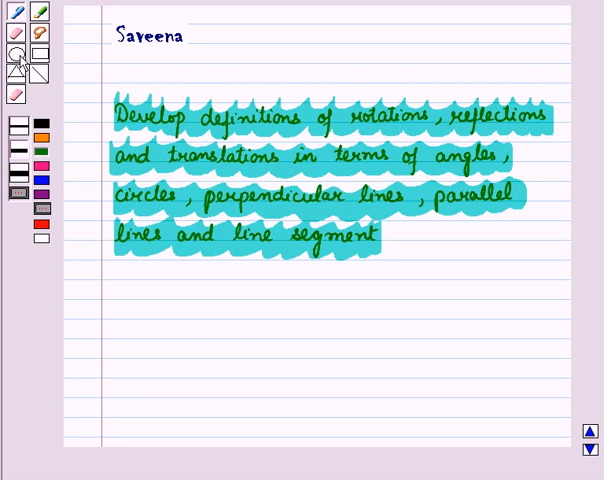 Saveena
Develop definitions of rotations, reflections
and translations in terms of angles,
circles, perpendicular lines, parallel
lines and line segment